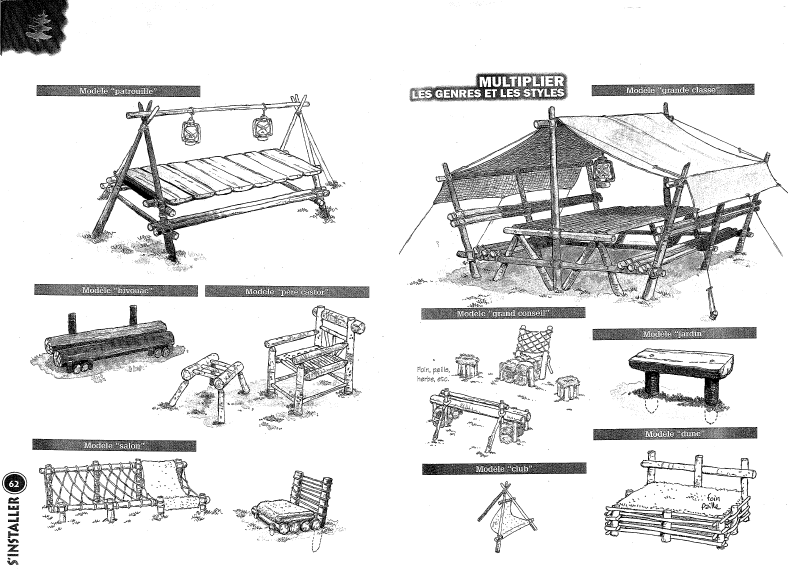 Modèle "patrouille"
MULTIPLIER
LES GENRES ET LES STYLES
Modèle "grande classe"
Modèle "bivouac"
Modèle "père castor"
Modèle "grand conseil"
Foin, paille,
herbe, etc.
Modèle "jardin"
Modèle "salon"
Modèle "dune"
foin
paille
Modèle "club"
62
S'INSTALLER